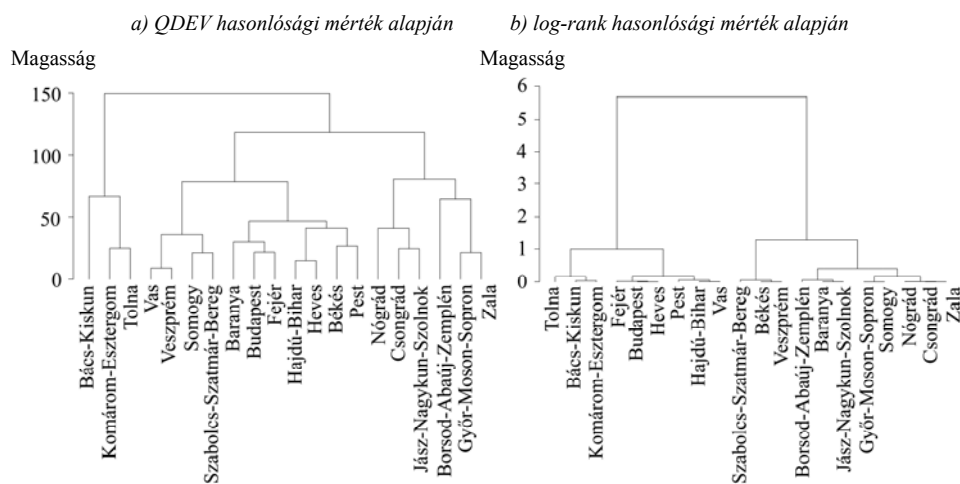 a) QDEV hasonlósági mérték alapján
Magasság
150
100
50
0
Bács-Kiskun
Komárom-Esztergom
Tolna
Vas
Veszprém
Somogy
Szabolcs-Szatmár-Bereg
Baranya
Budapest
Fejér
Hajdú-Bihar
Heves
Békés
Pest
Nógrád
Csongrád
Jász-Nagykun-Szolnok
Borsod-Abaúj-Zemplén
Győr-Moson-Sopron
Zala
b) log-rank hasonlósági mérték alapján
Magasság
6
5
4
3
2
1
0
Tolna
Bács-Kiskun
Komárom-Esztergom
Fejér
Budapest
Heves
Pest
Hajdú-Bihar
Vas
Szabolcs-Szatmár-Bereg
Békés
Veszprém
Borsod-Abaúj-Zemplén
Baranya
Jász-Nagykun-Szolnok
Győr-Moson-Sopron
Somogy
Nógrád
Csongrád
Zala